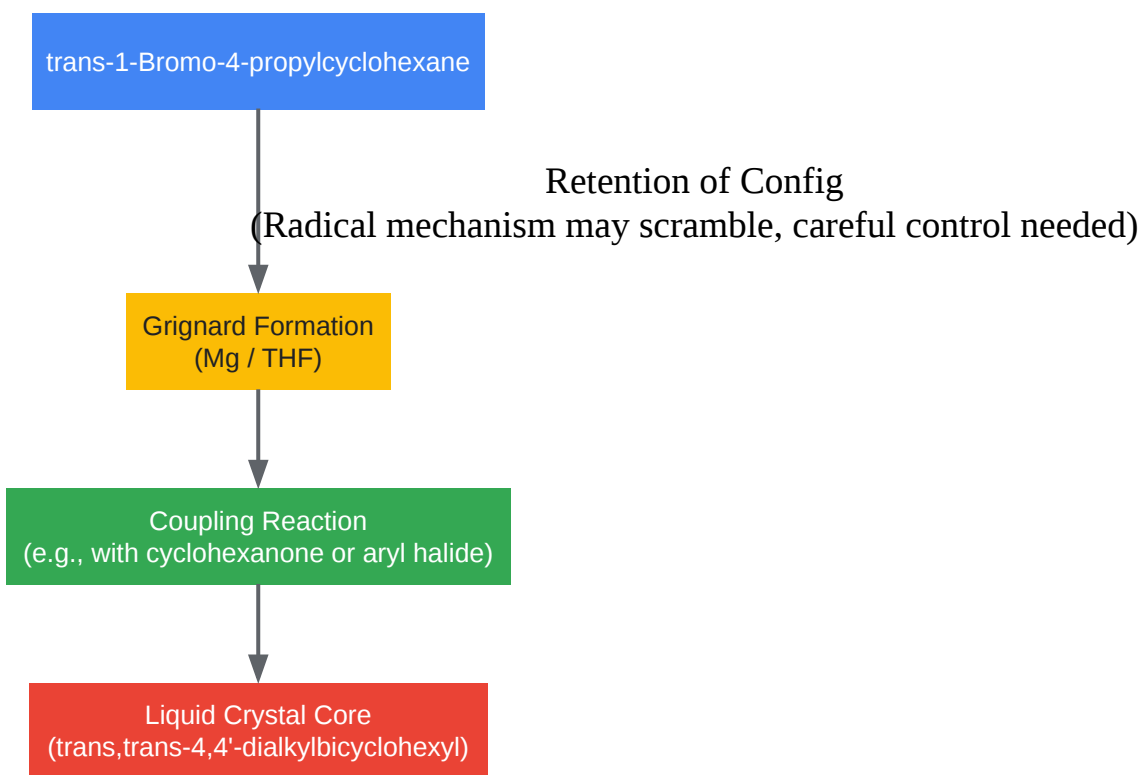 trans-1-Bromo-4-propylcyclohexane
Retention of Config
(Radical mechanism may scramble, careful control needed)
Grignard Formation
(Mg / THF)
Coupling Reaction
(e.g., with cyclohexanone or aryl halide)
Liquid Crystal Core
(trans,trans-4,4'-dialkylbicyclohexyl)